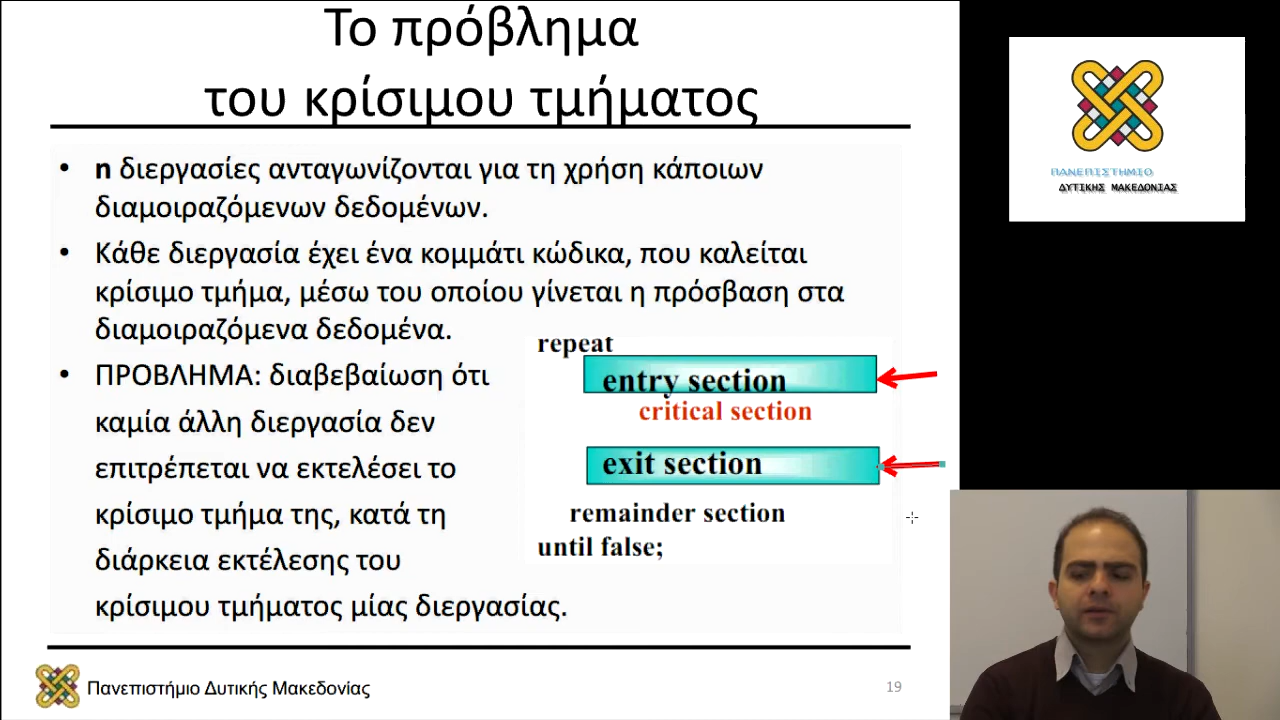 Το πρόβλημα
του κρίσιμου τμήματος
• n διεργασίες ανταγωνίζονται για τη χρήση κάποιων
διαμοιραζόμενων δεδομένων.
• Κάθε διεργασία έχει ένα κομμάτι κώδικα, που καλείται
κρίσιμο τμήμα, μέσω του οποίου γίνεται η πρόσβαση στα
διαμοιραζόμενα δεδομένα.
• ΠΡΟΒΛΗΜΑ: διαβεβαίωση ότι
καμία άλλη διεργασία δεν
επιτρέπεται να εκτελέσει το
κρίσιμο τμήμα της, κατά τη
διάρκεια εκτέλεσης του
κρίσιμου τμήματος μίας διεργασίας.
repeat
entry section
critical section
exit section
remainder section
until false;
Πανεπιστήμιο Δυτικής Μακεδονίας
19
ΠΑΝΕΠΙΣΤΗΜΙΟ
ΔΥΤΙΚΗΣ ΜΑΚΕΔΟΝΙΑΣ